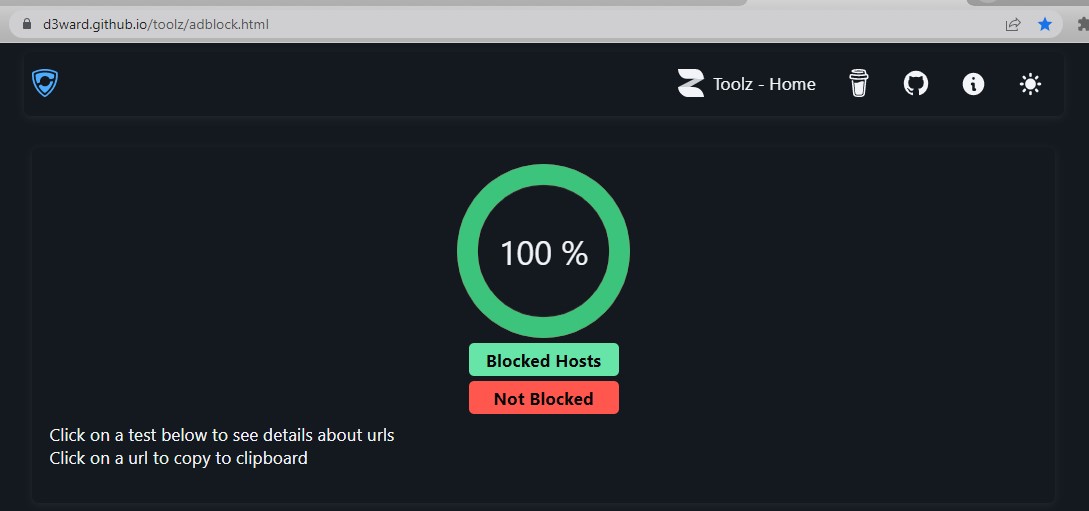 d3ward.github.io/toolz/adblock.html
Toolz - Home
100 %
Blocked Hosts
Not Blocked
Click on a test below to see details about urls
Click on a url to copy to clipboard